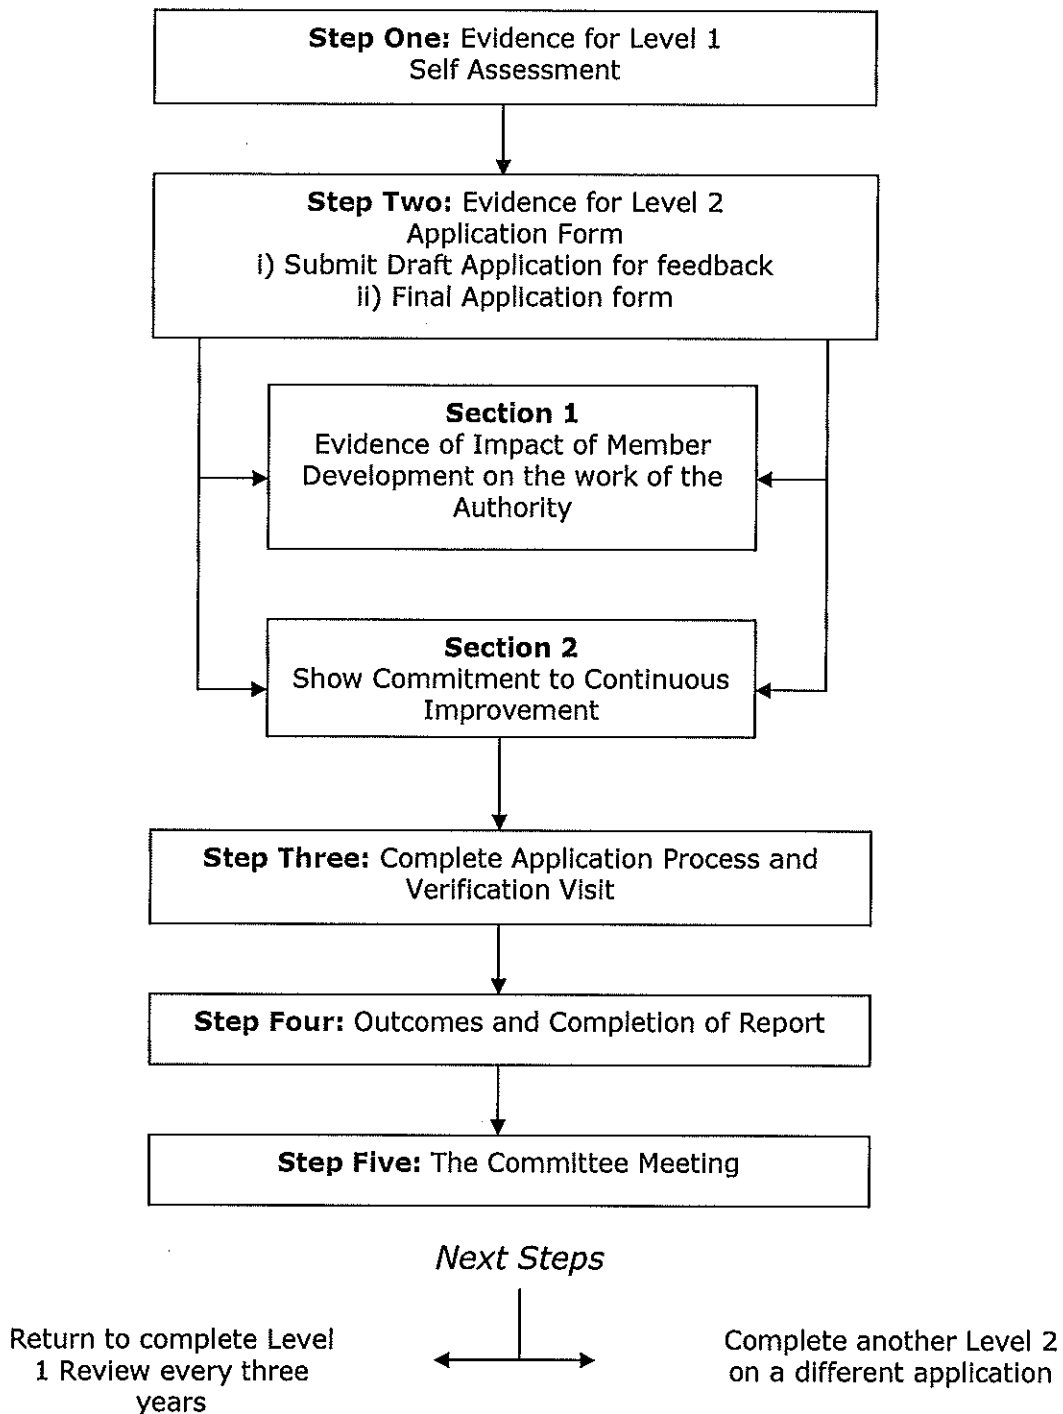 Step One: Evidence for Level 1
Self Assessment
Step Two: Evidence for Level 2
Application Form
i) Submit Draft Application for feedback
ii) Final Application form
Section 1
Evidence of Impact of Member
Development on the work of the
Authority
Section 2
Show Commitment to Continuous
Improvement
Step Three: Complete Application Process and
Verification Visit
Step Four: Outcomes and Completion of Report
Step Five: The Committee Meeting
Next Steps
Return to complete Level
1 Review every three
years
Complete another Level 2
on a different application